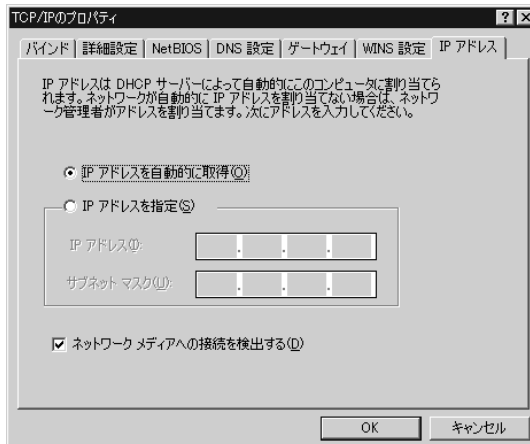 TCP/IPのプロパティ
バインド 詳細設定 NetBIOS DNS 設定 ゲートウェイ WINS 設定 IP アドレス
IP アドレスは DHCP サーバーによって自動的にこのコンピュータに割り当てら
れます。ネットワークが自動的に IP アドレスを割り当てない場合は、ネットワ
ーク管理者がアドレスを割り当てます。次にアドレスを入力してください。
IP アドレスを自動的に取得(O)
IP アドレスを指定(S)
IP アドレス(I):
サブネット マスク(U):
ネットワーク メディアへの接続を検出する(D)
OK キャンセル